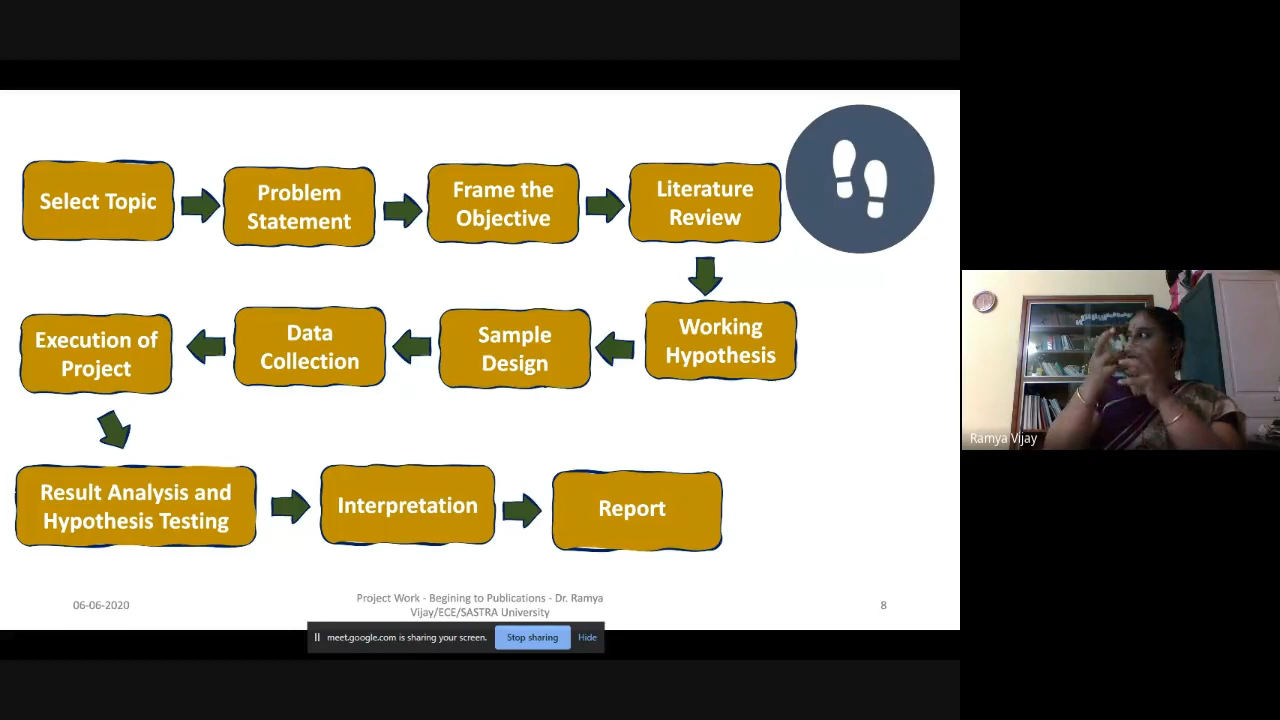 Select Topic
Problem
Statement
Frame the
Objective
Literature
Review
Working
Hypothesis
Sample
Design
Data
Collection
Execution of
Project
Result Analysis and
Hypothesis Testing
Interpretation
Report
06-06-2020
Project Work - Begining to Publications - Dr. Ramya
Vijay/ECE/SASTRA University
8
meet.google.com is sharing your screen.
Stop sharing
Hide
Ramya Vijay